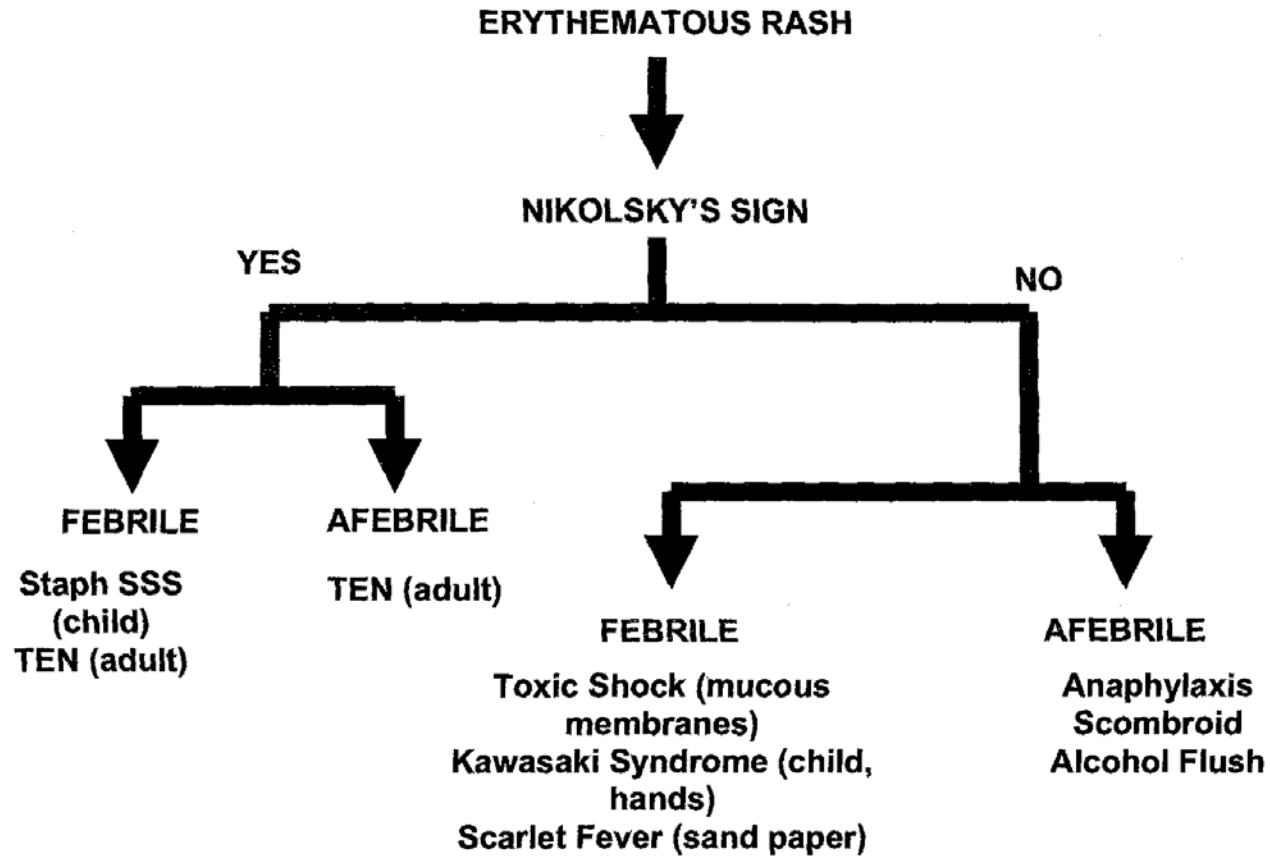 ERYTHEMATOUS RASH
NIKOLSKY'S SIGN
YES
NO
FEBRILE
Staph SSS
(child)
TEN (adult)
AFEBRILE
TEN (adult)
FEBRILE
Toxic Shock (mucous
membranes)
Kawasaki Syndrome (child,
hands)
Scarlet Fever (sand paper)
AFEBRILE
Anaphylaxis
Scombroid
Alcohol Flush